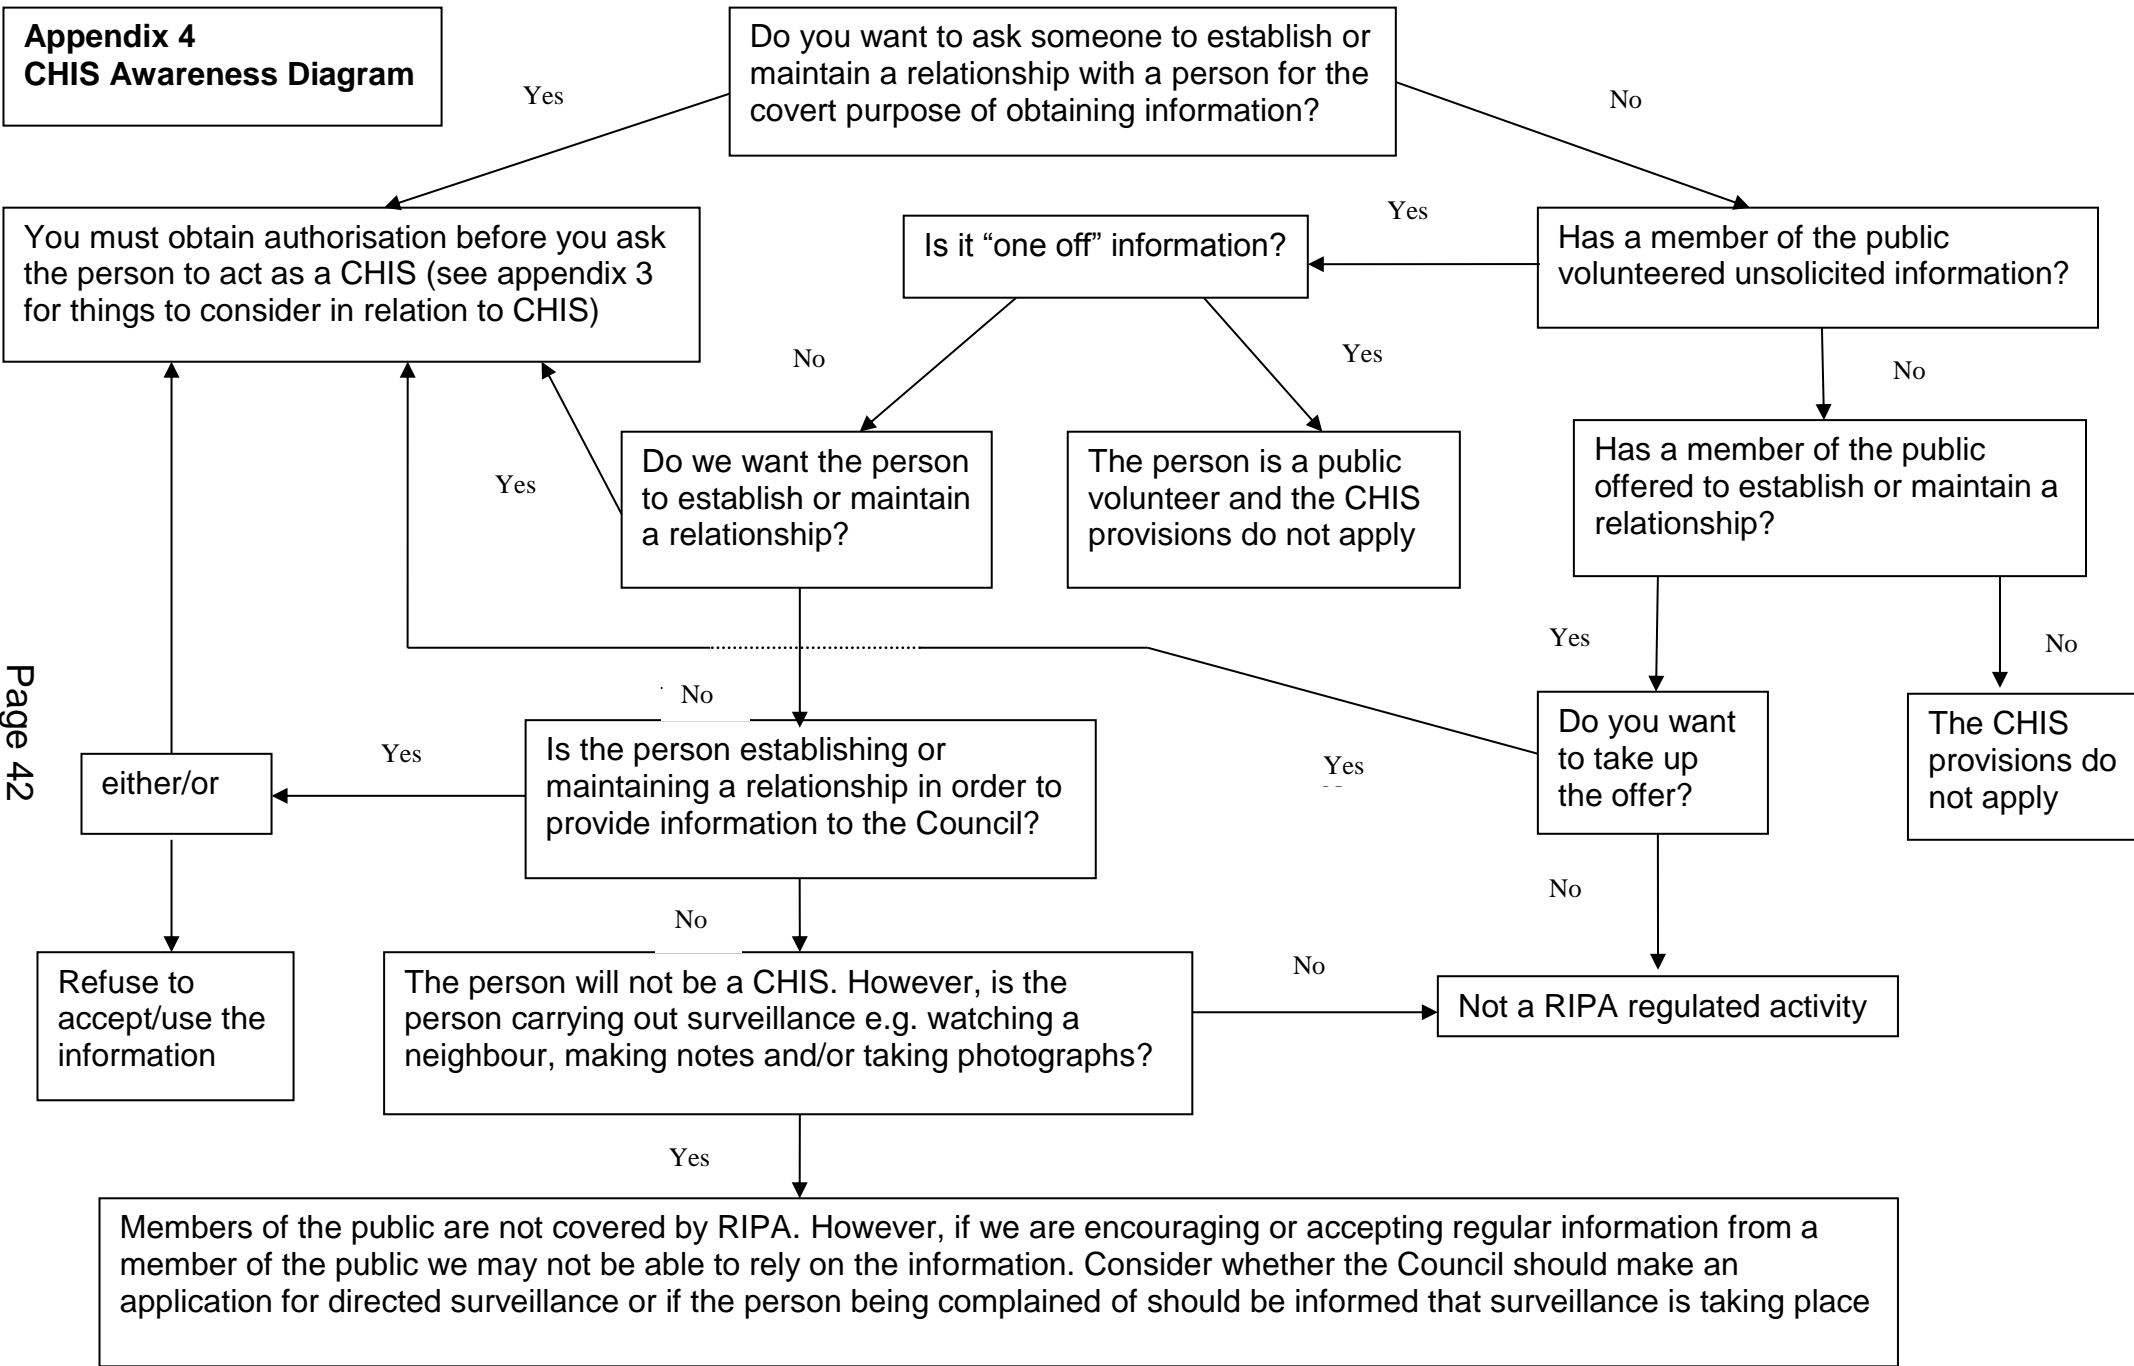 Appendix 4
CHIS Awareness Diagram
Do you want to ask someone to establish or
maintain a relationship with a person for the
covert purpose of obtaining information?
Yes
No
You must obtain authorisation before you ask
the person to act as a CHIS (see appendix 3
for things to consider in relation to CHIS)
Is it “one off” information?
Yes
Has a member of the public
volunteered unsolicited information?
No
Yes
No
Do we want the person
to establish or maintain
a relationship?
Yes
The person is a public
volunteer and the CHIS
provisions do not apply
Has a member of the public
offered to establish or maintain a
relationship?
Yes
No
No
either/or
Yes
Is the person establishing or
maintaining a relationship in order to
provide information to the Council?
Yes
Do you want
to take up
the offer?
The CHIS
provisions do
not apply
No
No
Refuse to
accept/use the
information
The person will not be a CHIS. However, is the
person carrying out surveillance e.g. watching a
neighbour, making notes and/or taking photographs?
No
Not a RIPA regulated activity
Yes
Members of the public are not covered by RIPA. However, if we are encouraging or accepting regular information from a
member of the public we may not be able to rely on the information. Consider whether the Council should make an
application for directed surveillance or if the person being complained of should be informed that surveillance is taking place
Page 42